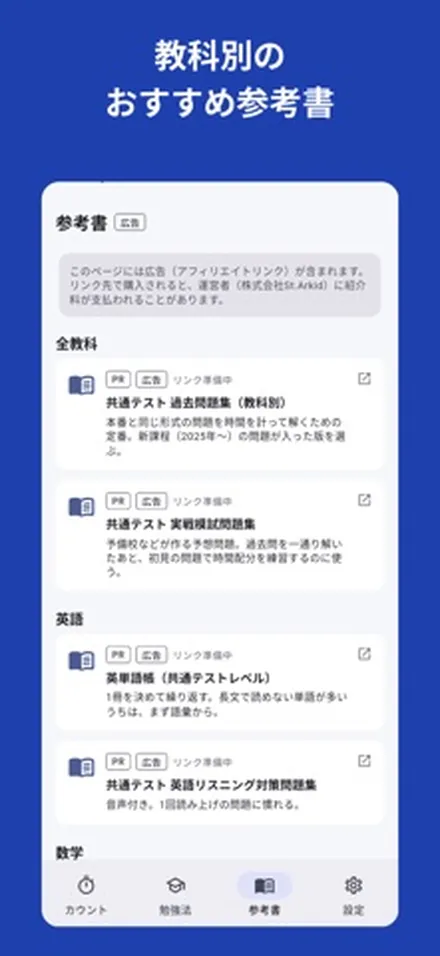 教科別の
おすすめ参考書
参考書 広告
このページには広告（アフィリエイトリンク）が含まれます。
リンク先で購入されると、運営者（株式会社St.Arkid）に紹介
料が支払われることがあります。
全教科
PR 広告 リンク準備中
共通テスト 過去問題集（教科別）
本番と同じ形式の問題を時間を計って解くための
定番。新課程（2025年〜）の問題が入った版を選
ぶ。
PR 広告 リンク準備中
共通テスト 実戦模試問題集
予備校などが作る予想問題。過去問を一通り解い
たあと、初見の問題で時間配分を練習するのに使
う。
英語
PR 広告 リンク準備中
英単語帳（共通テストレベル）
1冊を決めて繰り返す。長文で読めない単語が多い
うちは、まず語彙から。
PR 広告 リンク準備中
共通テスト 英語リスニング対策問題集
音声付き。1回読み上げの問題に慣れる。
数学
カウント 勉強法 参考書 設定